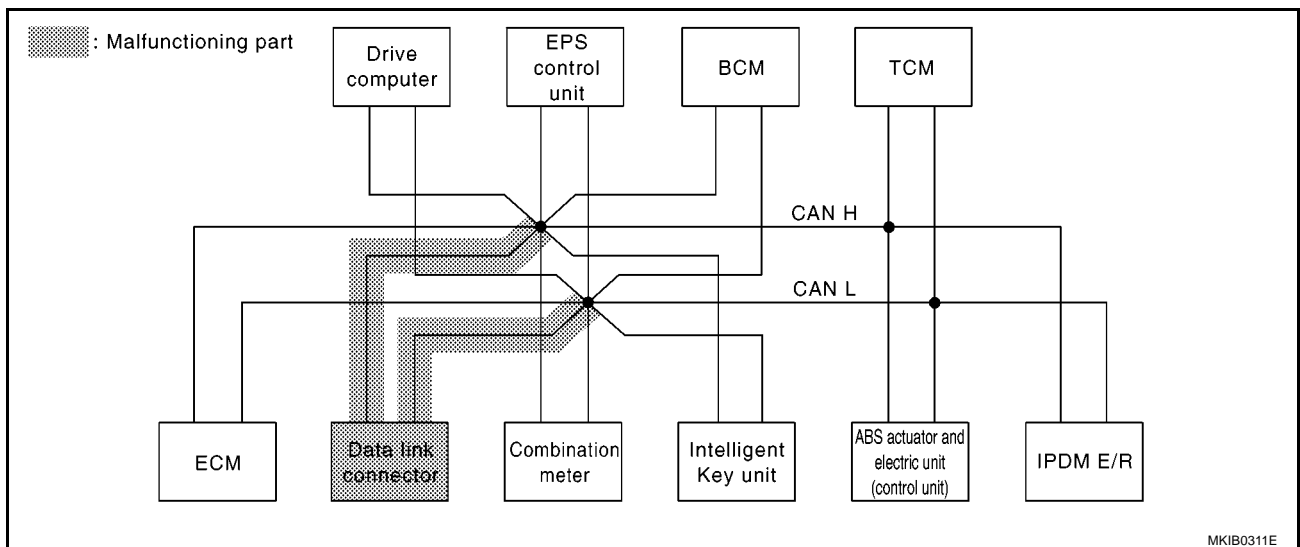 : Malfunctioning part
Drive
computer
EPS
control
unit
BCM
TCM
CAN H
CAN L
ECM
Data link
connector
Combination
meter
Intelligent
Key unit
ABS actuator and
electric unit
(control unit)
IPDM E/R
MKIB0311E